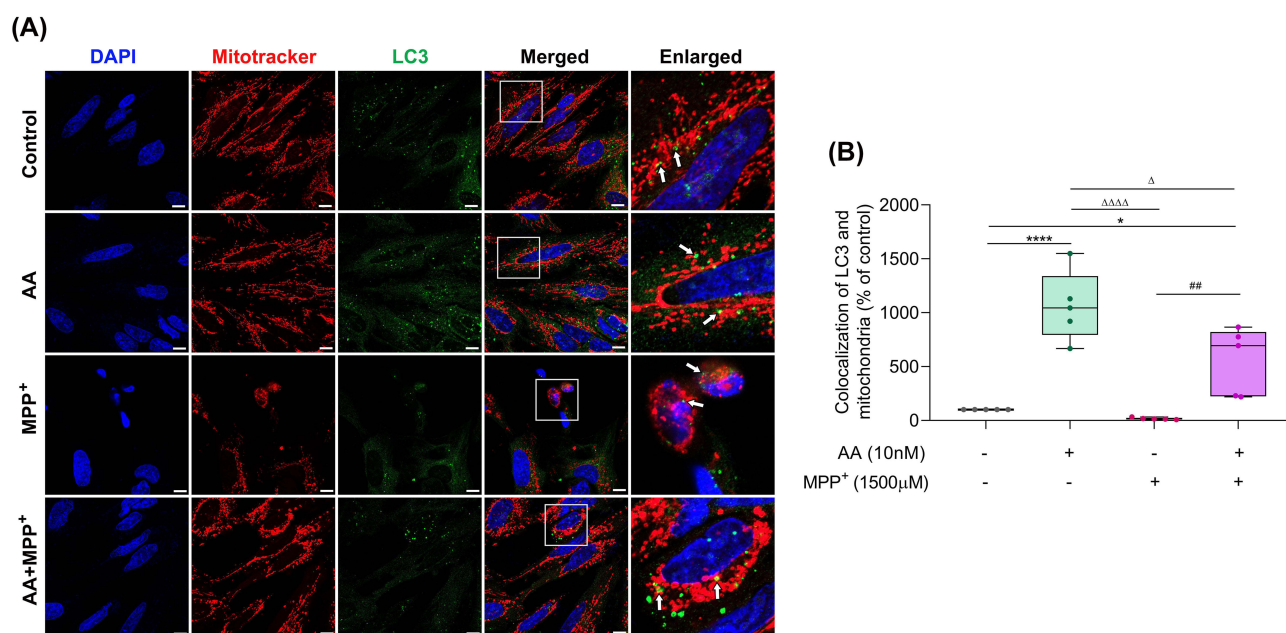 (A)
DAPI Mitotracker LC3 Merged Enlarged
Control
AA
MPP⁺
AA+MPP⁺
(B)
Colocalization of LC3 and
mitochondria (% of control)
2000
1500
1000
500
0
Δ
ΔΔΔΔ
*
****
##
AA (10nM) - + - +
MPP⁺ (1500μM) - - + +